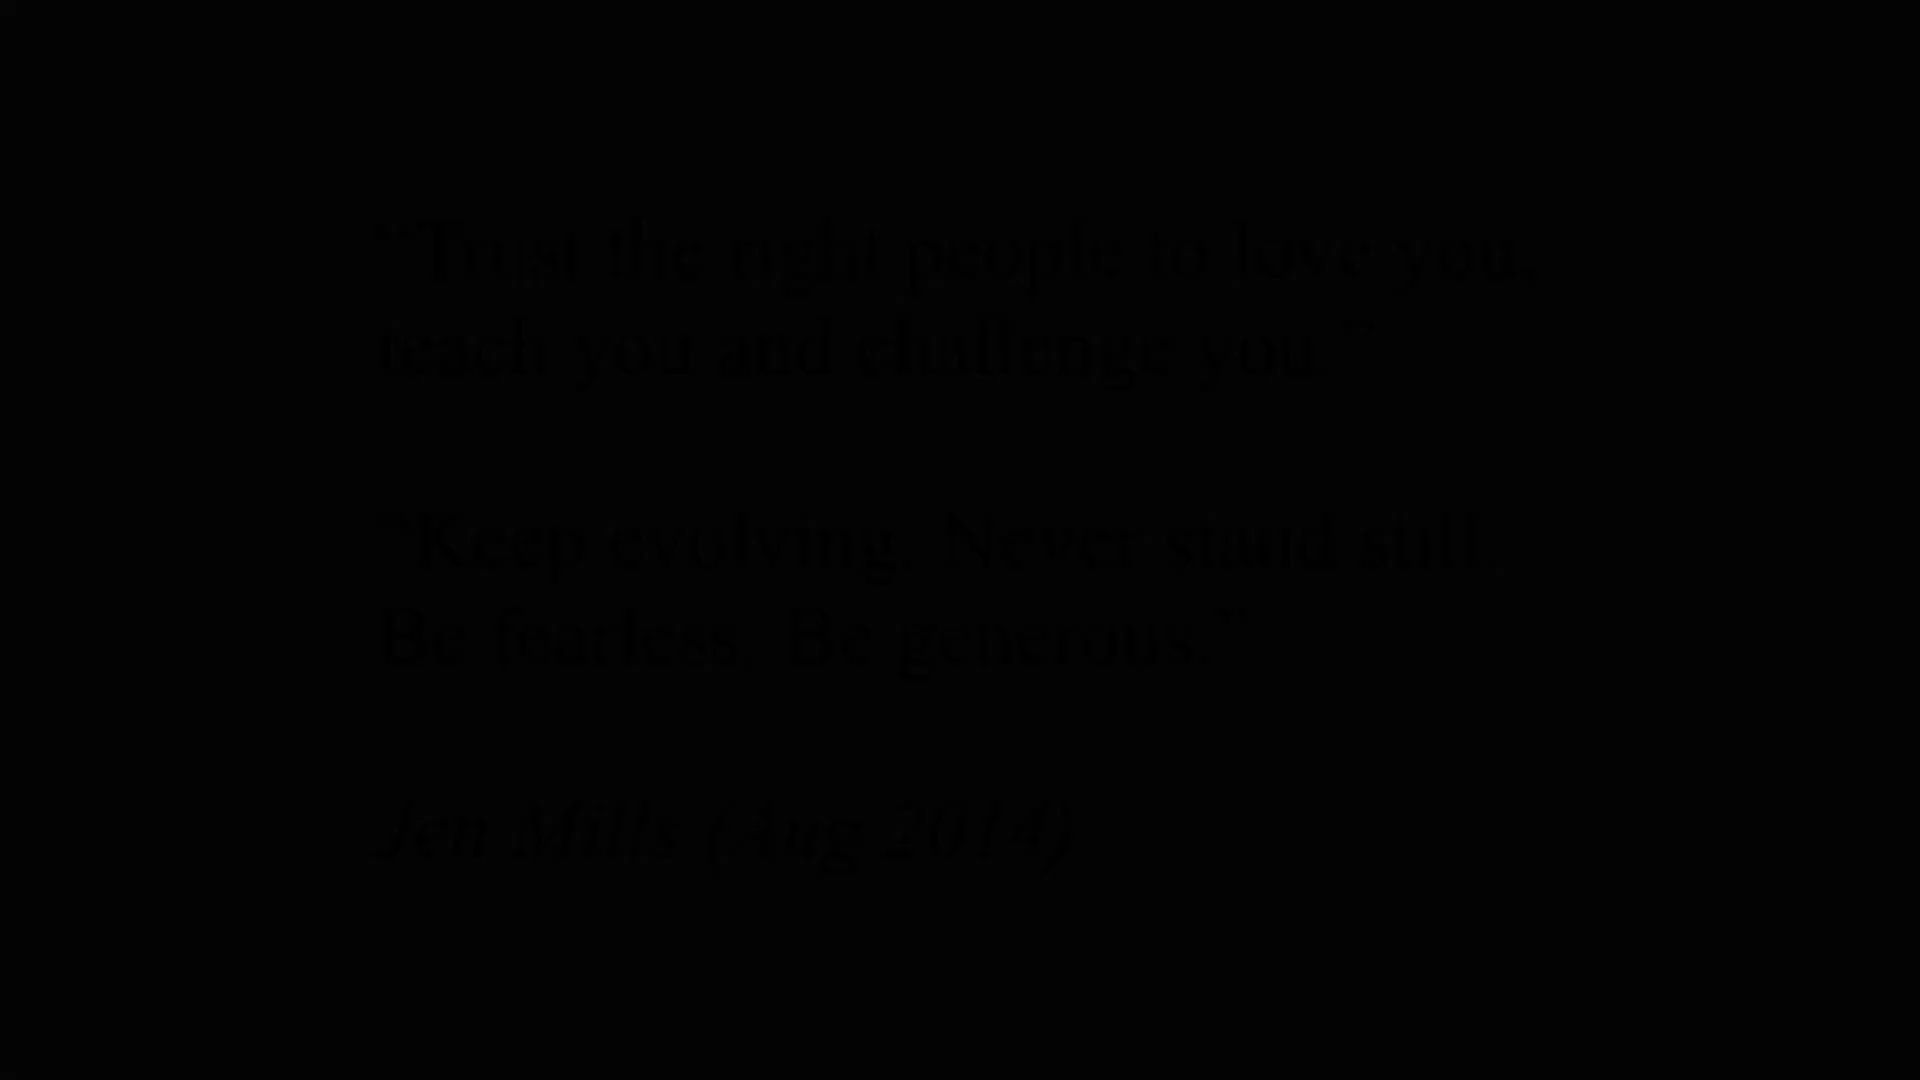 “Trust the right people to love you,
teach you and challenge you.”
“Keep evolving. Never stand still.
Be fearless. Be generous.”
Jen Mills (Aug 2014)